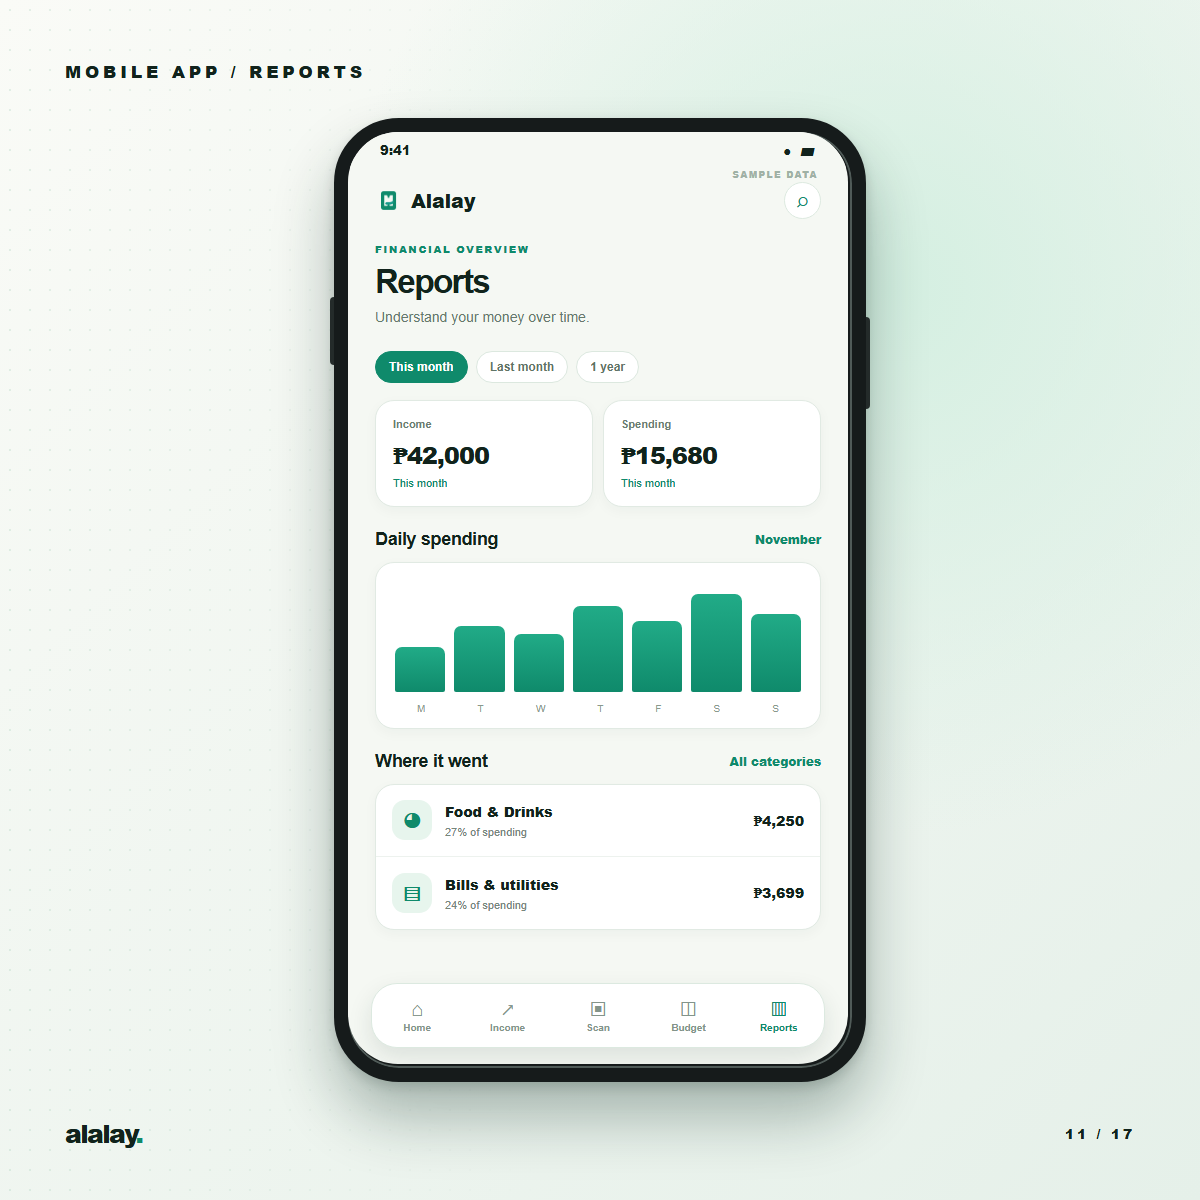 MOBILE APP / REPORTS
9:41
SAMPLE DATA
Alalay
FINANCIAL OVERVIEW
Reports
Understand your money over time.
This month Last month 1 year
Income Spending
₱42,000 ₱15,680
This month This month
Daily spending November
M T W T F S S
Where it went All categories
Food & Drinks
27% of spending
₱4,250
Bills & utilities
24% of spending
₱3,699
Home Income Scan Budget Reports
alalay.
11 / 17